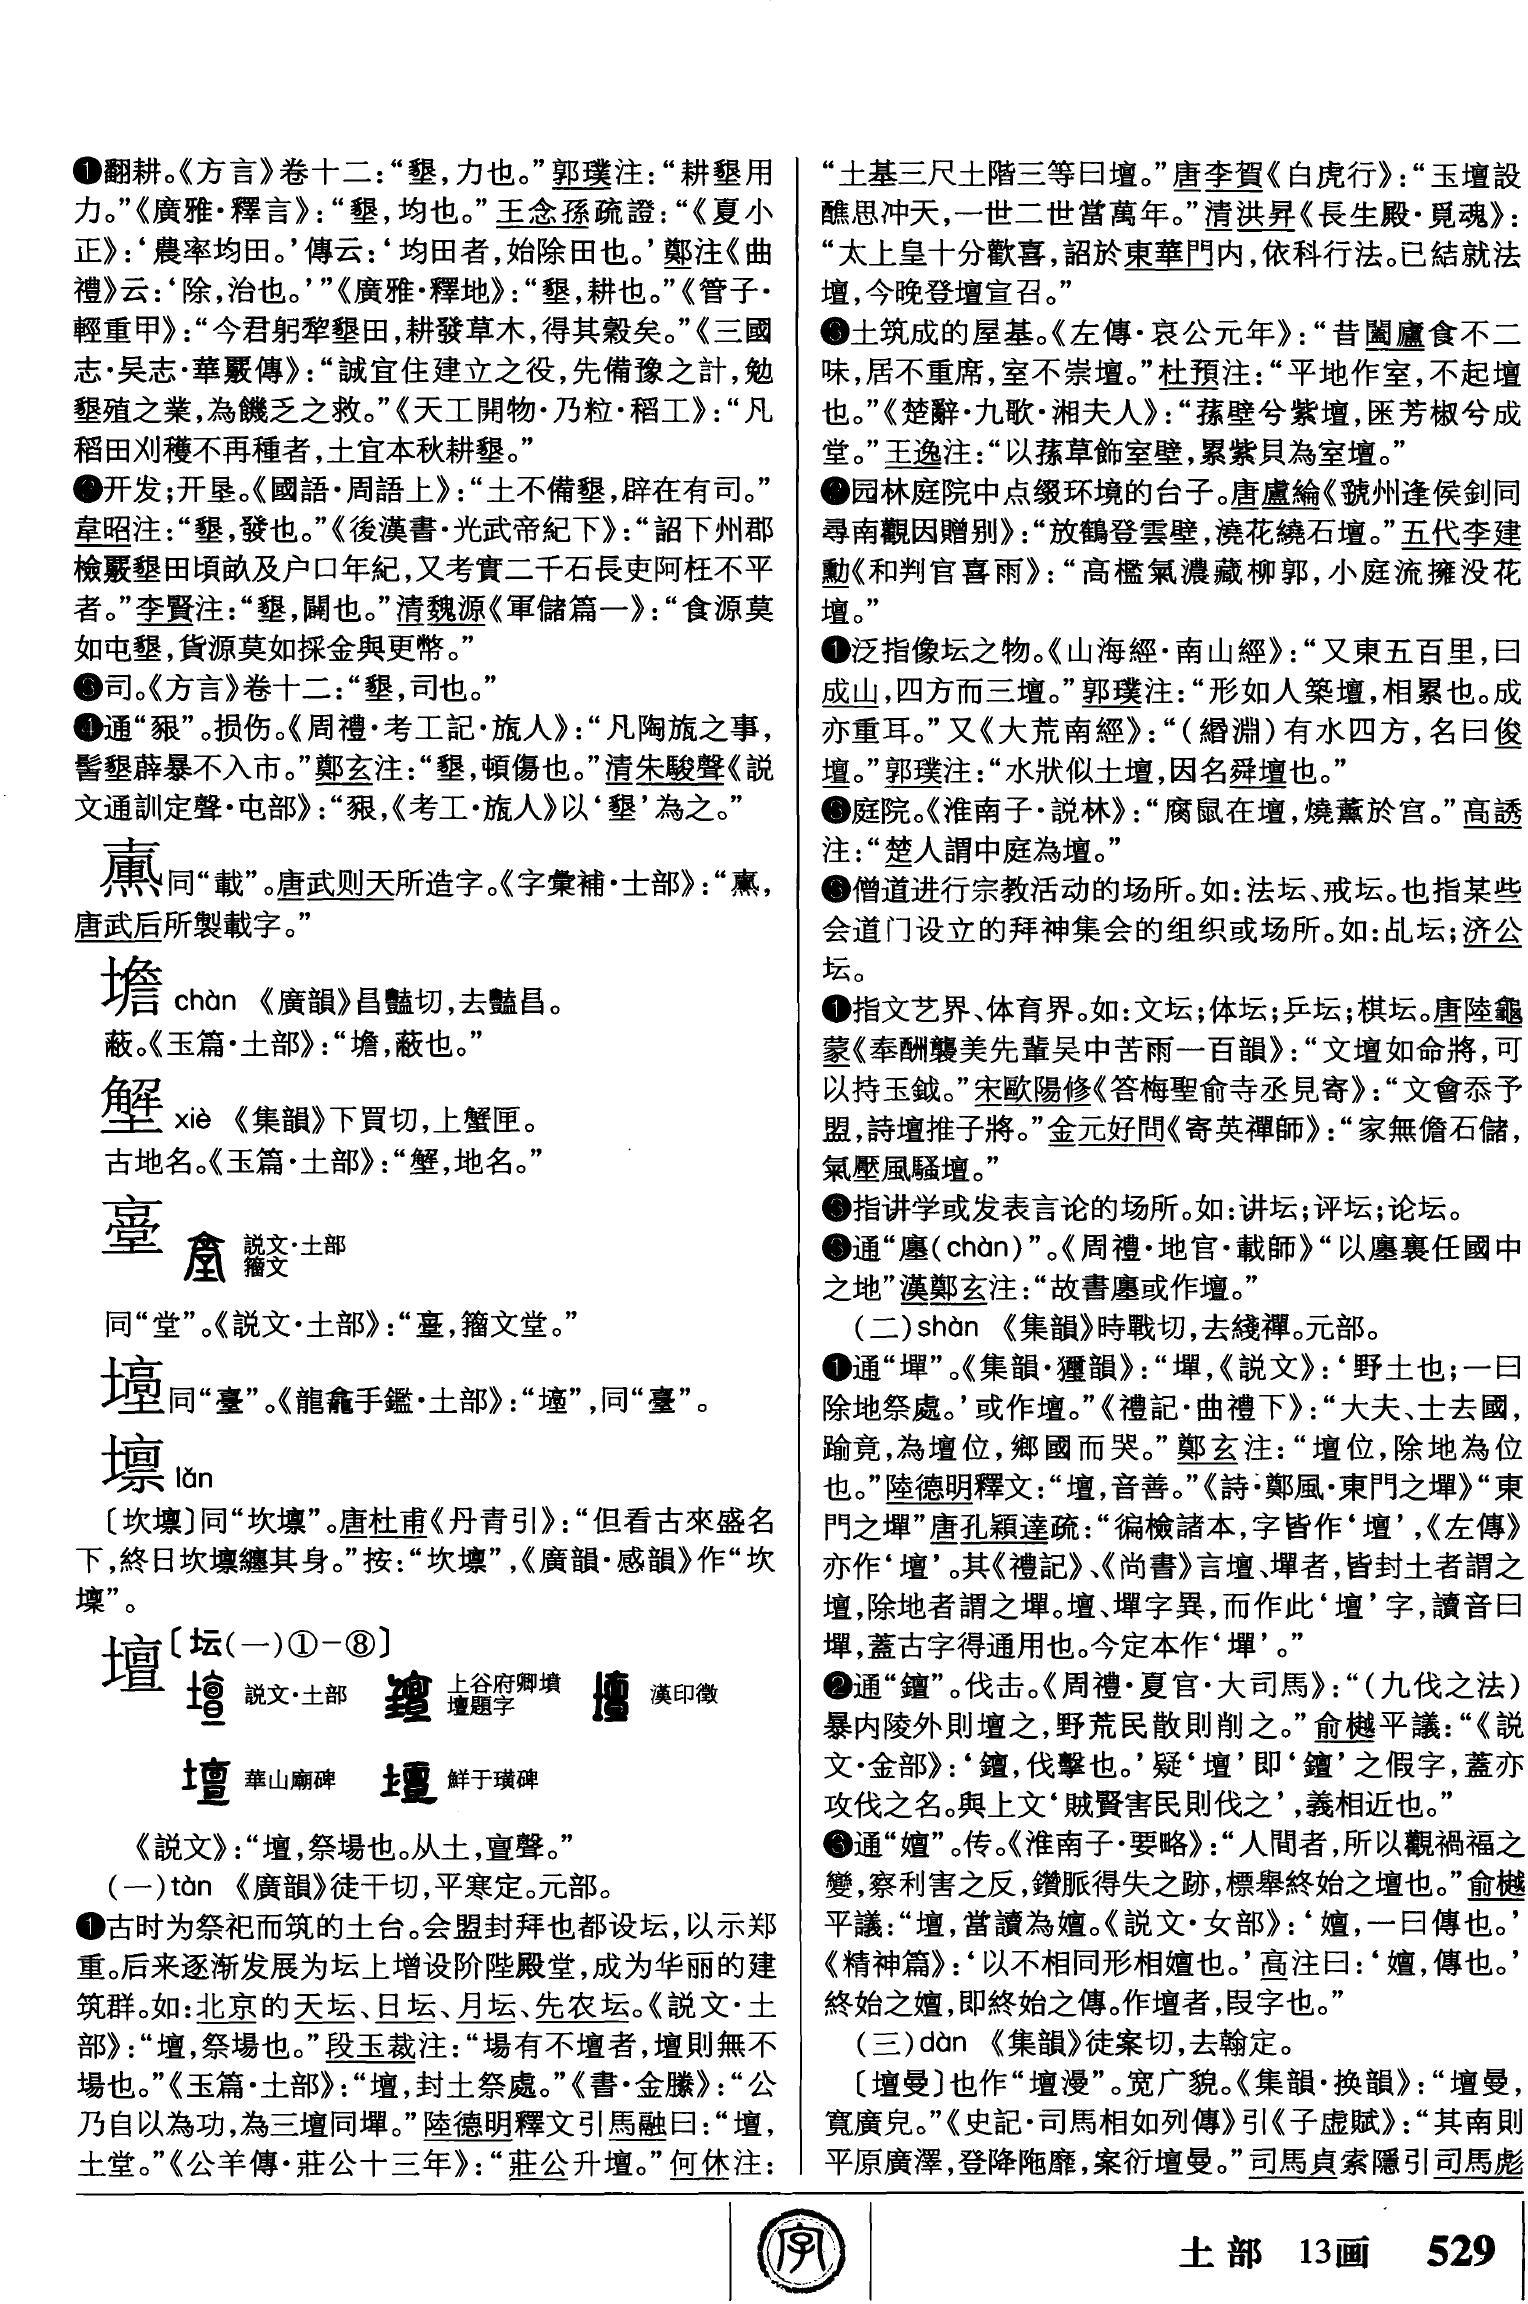 ❶翻耕。《方言》卷十二：“墾，力也。”郭璞注：“耕墾用
力。”《廣雅·釋言》：“墾，均也。”王念孫疏證：“《夏小
正》：‘農率均田。’傳云：‘均田者，始除田也。’鄭注《曲
禮》云：‘除，治也。’”《廣雅·釋地》：“墾，耕也。”《管子·
輕重甲》：“今君躬犂墾田，耕發草木，得其穀矣。”《三國
志·吴志·華覈傳》：“誠宜住建立之役，先備豫之計，勉
墾殖之業，為饑乏之救。”《天工開物·乃粒·稻工》：“凡
稻田刈穫不再種者，土宜本秋耕墾。”
❷开发；开垦。《國語·周語上》：“土不備墾，辟在有司。”
韋昭注：“墾，發也。”《後漢書·光武帝紀下》：“詔下州郡
檢覈墾田頃畝及户口年紀，又考實二千石長吏阿枉不平
者。”李賢注：“墾，闢也。”清魏源《軍儲篇一》：“食源莫
如屯墾，貨源莫如採金與更幣。”
❸司。《方言》卷十二：“墾，司也。”
❹通“豤”。损伤。《周禮·考工記·瓬人》：“凡陶瓬之事，
髻墾薜暴不入市。”鄭玄注：“墾，頓傷也。”清朱駿聲《説
文通訓定聲·屯部》：“豤，《考工·瓬人》以‘墾’為之。”
同“載”。唐武则天所造字。《字彙補·士部》：“
唐武后所製載字。”
壛 chàn 《廣韻》昌豔切，去豔昌。
蔽。《玉篇·土部》：“，蔽也。”
xiè 《集韻》下買切，上蟹匣。
古地名。《玉篇·土部》：“，地名。”
説文·土部
籀文
同“堂”。《説文·土部》：“，籀文堂。”
同“臺”。《龍龕手鑑·土部》：“”，同“臺”。
壈 lǎn
〔坎壈〕同“坎壈”。唐杜甫《丹青引》：“但看古來盛名
下，終日坎壈纏其身。”按：“坎壈”，《廣韻·感韻》作“坎
壈”。
壇〔坛(一)①-⑧〕
説文·土部 上谷府卿墳壇題字 漢印徵
華山廟碑 鮮于璜碑
《説文》：“壇，祭場也。从土，亶聲。”
(一)tàn 《廣韻》徒干切，平寒定。元部。
❶古时为祭祀而筑的土台。会盟封拜也都设坛，以示郑
重。后来逐渐发展为坛上增设阶陛殿堂，成为华丽的建
筑群。如：北京的天坛、日坛、月坛、先农坛。《説文·土
部》：“壇，祭場也。”段玉裁注：“場有不壇者，壇則無不
場也。”《玉篇·土部》：“壇，封土祭處。”《書·金縢》：“公
乃自以為功，為三壇同墠。”陸德明釋文引馬融曰：“壇，
土堂。”《公羊傳·莊公十三年》：“莊公升壇。”何休注：
“土基三尺土階三等曰壇。”唐李賀《白虎行》：“玉壇設
醮思冲天，一世二世當萬年。”清洪昇《長生殿·覓魂》：
“太上皇十分歡喜，詔於東華門内，依科行法。已結就法
壇，今晚登壇宣召。”
❸土筑成的屋基。《左傳·哀公元年》：“昔闔廬食不二
味，居不重席，室不崇壇。”杜預注：“平地作室，不起壇
也。”《楚辭·九歌·湘夫人》：“蓀壁兮紫壇，匧芳椒兮成
堂。”王逸注：“以蓀草飾室壁，累紫貝為室壇。”
❷园林庭院中点缀环境的台子。唐盧綸《虢州逢侯釗同
尋南觀因贈别》：“放鶴登雲壁，澆花繞石壇。”五代李建
勳《和判官喜雨》：“高檻氣濃藏柳郭，小庭流擁没花
壇。”
❶泛指像坛之物。《山海經·南山經》：“又東五百里，曰
成山，四方而三壇。”郭璞注：“形如人築壇，相累也。成
亦重耳。”又《大荒南經》：“(緡淵)有水四方，名曰俊
壇。”郭璞注：“水狀似土壇，因名舜壇也。”
❸庭院。《淮南子·説林》：“腐鼠在壇，燒薰於宫。”高誘
注：“楚人謂中庭為壇。”
❸僧道进行宗教活动的场所。如：法坛、戒坛。也指某些
会道门设立的拜神集会的组织或场所。如：乩坛；济公
坛。
❶指文艺界、体育界。如：文坛；体坛；乒坛；棋坛。唐陸龜
蒙《奉酬襲美先輩吴中苦雨一百韻》：“文壇如命將，可
以持玉鉞。”宋歐陽修《答梅聖俞寺丞見寄》：“文會忝予
盟，詩壇推子將。”金元好問《寄英禪師》：“家無儋石儲，
氣壓風騷壇。”
❸指讲学或发表言论的场所。如：讲坛；评坛；论坛。
❸通“廛(chàn)”。《周禮·地官·載師》“以廛裏任國中
之地”漢鄭玄注：“故書廛或作壇。”
(二)shàn 《集韻》時戰切，去綫禪。元部。
❶通“墠”。《集韻·獮韻》：“墠，《説文》：‘野土也；一曰
除地祭處。’或作壇。”《禮記·曲禮下》：“大夫、士去國，
踰竟，為壇位，鄉國而哭。”鄭玄注：“壇位，除地為位
也。”陸德明釋文：“壇，音善。”《詩·鄭風·東門之墠》“東
門之墠”唐孔穎達疏：“徧檢諸本，字皆作‘壇’，《左傳》
亦作‘壇’。其《禮記》、《尚書》言壇、墠者，皆封土者謂之
壇，除地者謂之墠。壇、墠字異，而作此‘壇’字，讀音曰
墠，蓋古字得通用也。今定本作‘墠’。”
❷通“鏟”。伐击。《周禮·夏官·大司馬》：“(九伐之法)
暴内陵外則壇之，野荒民散則削之。”俞樾平議：“《説
文·金部》：‘鏟，伐擊也。’疑‘壇’即‘鏟’之假字，蓋亦
攻伐之名。與上文‘賊賢害民則伐之’，義相近也。”
❸通“嬗”。传。《淮南子·要略》：“人間者，所以觀禍福之
變，察利害之反，鑽脈得失之跡，標舉終始之壇也。”俞樾
平議：“壇，當讀為嬗。《説文·女部》：‘嬗，一曰傳也。’
《精神篇》：‘以不相同形相嬗也。’高注曰：‘嬗，傳也。’
終始之嬗，即終始之傳。作壇者，叚字也。”
(三)dàn 《集韻》徒案切，去翰定。
〔壇曼〕也作“壇漫”。宽广貌。《集韻·换韻》：“壇曼，
寬廣皃。”《史記·司馬相如列傳》引《子虚賦》：“其南則
平原廣澤，登降陁靡，案衍壇曼。”司馬貞索隱引司馬彪
字
土部 13画 529